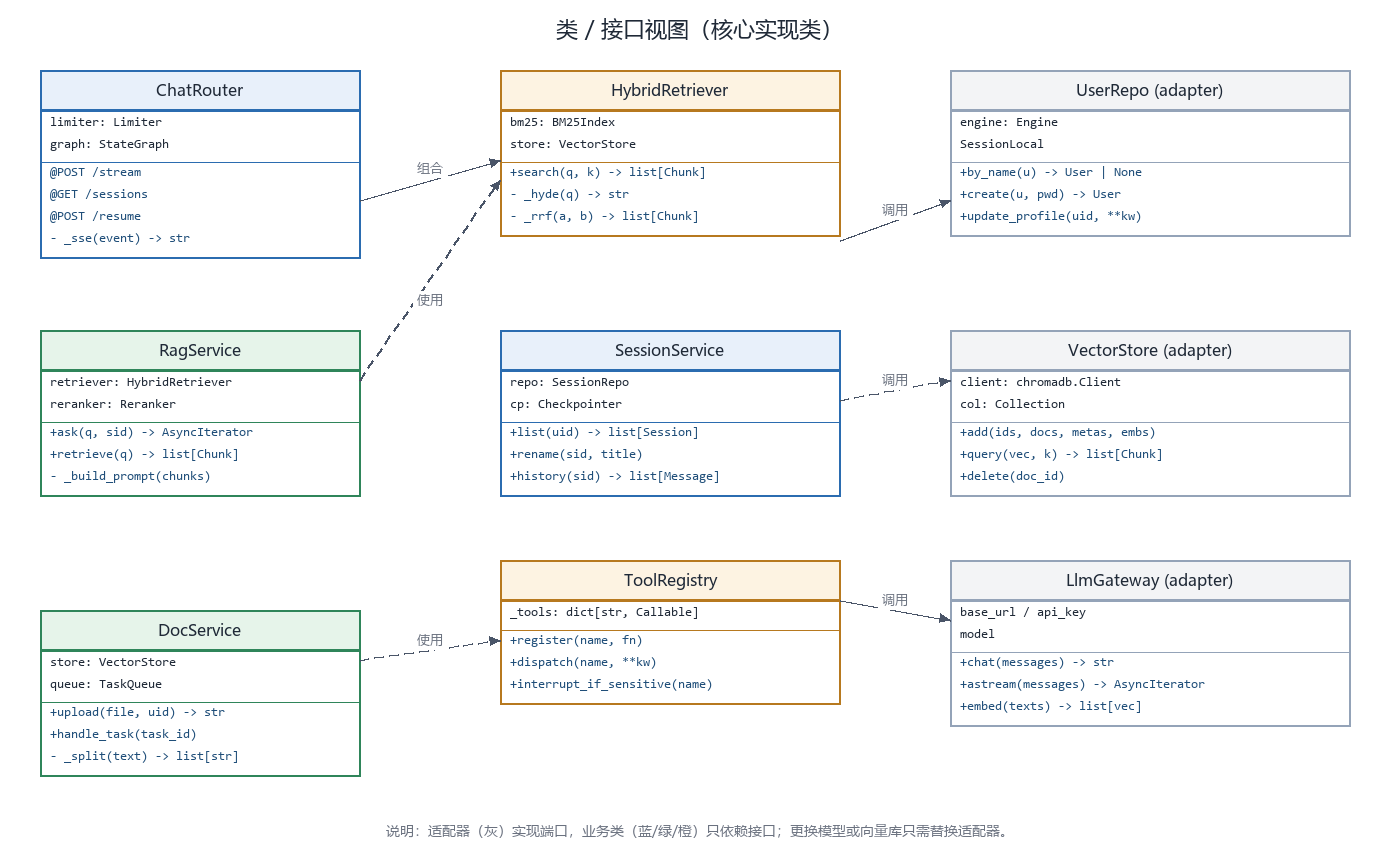 类 / 接口视图（核心实现类）
ChatRouter
limiter: Limiter
graph: StateGraph
@POST /stream
@GET /sessions
@POST /resume
- _sse(event) -> str
组合
HybridRetriever
bm25: BM25Index
store: VectorStore
+search(q, k) -> list[Chunk]
- _hyde(q) -> str
- _rrf(a, b) -> list[Chunk]
调用
UserRepo (adapter)
engine: Engine
SessionLocal
+by_name(u) -> User | None
+create(u, pwd) -> User
+update_profile(uid, **kw)
使用
RagService
retriever: HybridRetriever
reranker: Reranker
+ask(q, sid) -> AsyncIterator
+retrieve(q) -> list[Chunk]
- _build_prompt(chunks)
SessionService
repo: SessionRepo
cp: Checkpointer
+list(uid) -> list[Session]
+rename(sid, title)
+history(sid) -> list[Message]
调用
VectorStore (adapter)
client: chromadb.Client
col: Collection
+add(ids, docs, metas, embs)
+query(vec, k) -> list[Chunk]
+delete(doc_id)
DocService
store: VectorStore
queue: TaskQueue
+upload(file, uid) -> str
+handle_task(task_id)
- _split(text) -> list[str]
使用
ToolRegistry
_tools: dict[str, Callable]
+register(name, fn)
+dispatch(name, **kw)
+interrupt_if_sensitive(name)
调用
LlmGateway (adapter)
base_url / api_key
model
+chat(messages) -> str
+astream(messages) -> AsyncIterator
+embed(texts) -> list[vec]
说明：适配器（灰）实现端口，业务类（蓝/绿/橙）只依赖接口；更换模型或向量库只需替换适配器。